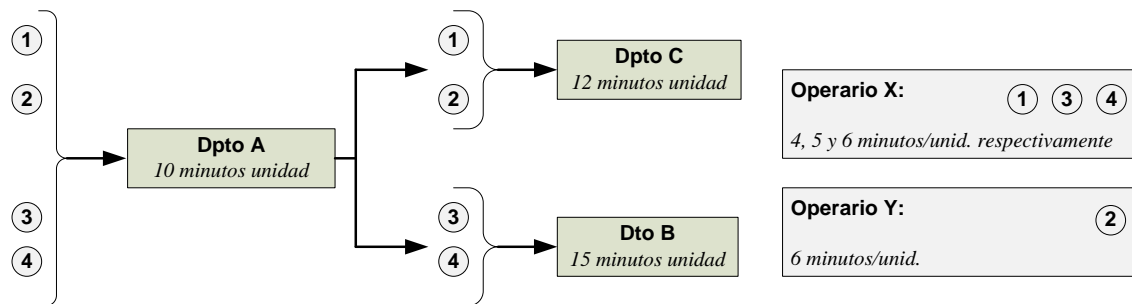 1
2
3
4
Dpto A
10 minutos unidad
1
2
Dpto C
12 minutos unidad
3
4
Dto B
15 minutos unidad
Operario X: 1 3 4
4, 5 y 6 minutos/unid. respectivamente
Operario Y: 2
6 minutos/unid.